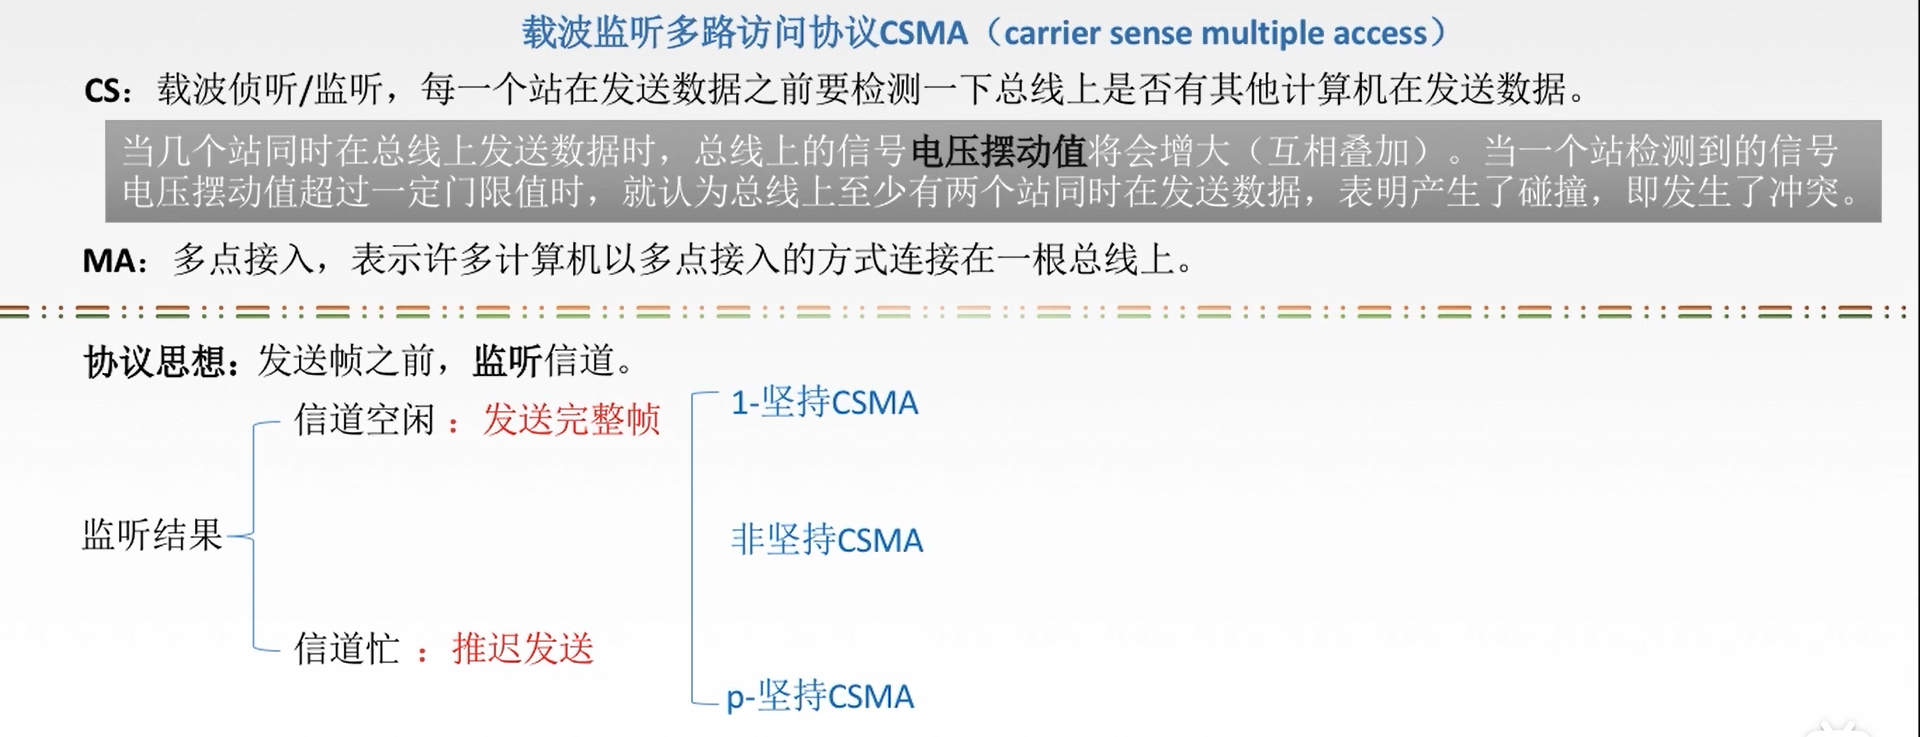 载波监听多路访问协议CSMA（carrier sense multiple access）
CS：载波侦听/监听，每一个站在发送数据之前要检测一下总线上是否有其他计算机在发送数据。
当几个站同时在总线上发送数据时，总线上的信号电压摆动值将会增大（互相叠加）。当一个站检测到的信号
电压摆动值超过一定门限值时，就认为总线上至少有两个站同时在发送数据，表明产生了碰撞，即发生了冲突。
MA：多点接入，表示许多计算机以多点接入的方式连接在一根总线上。
协议思想：发送帧之前，监听信道。
监听结果
信道空闲：发送完整帧
信道忙：推迟发送
1-坚持CSMA
非坚持CSMA
p-坚持CSMA